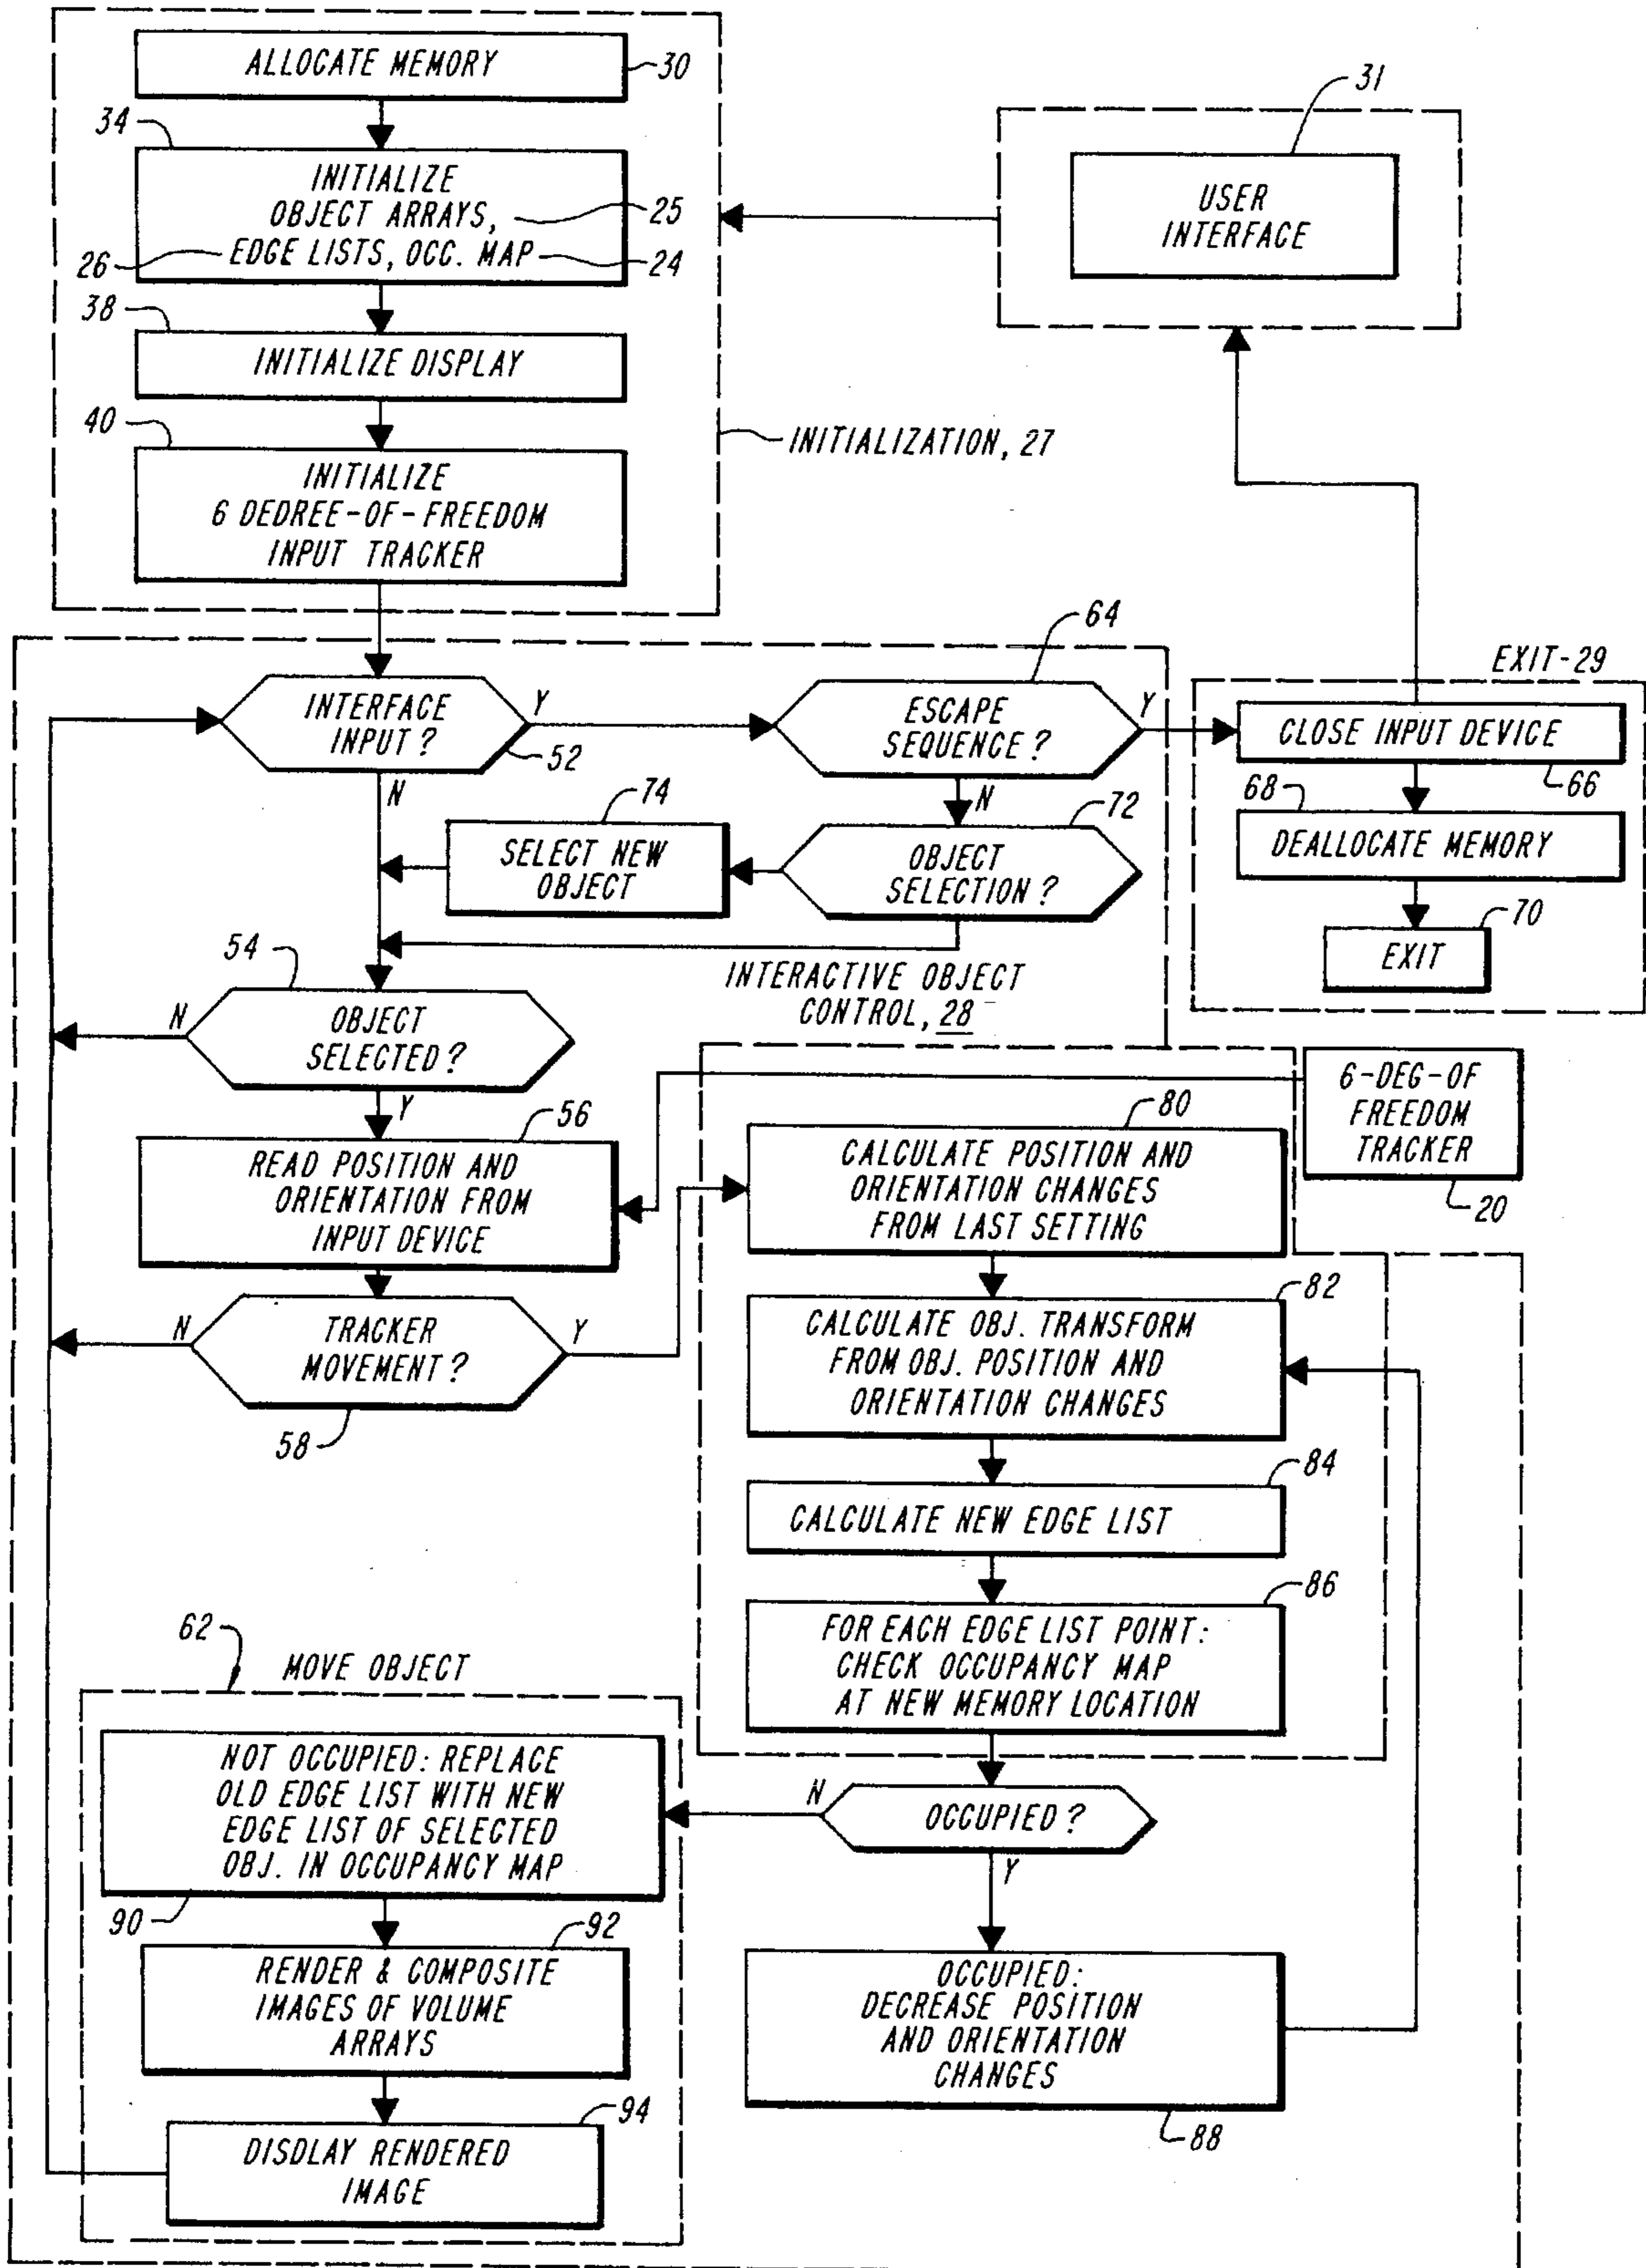 ALLOCATE MEMORY
30
34
INITIALIZE
OBJECT ARRAYS,
25
26
EDGE LISTS, OCC. MAP
24
38
INITIALIZE DISPLAY
40
INITIALIZE
6 DEDREE-OF-FREEDOM
INPUT TRACKER
INITIALIZATION, 27
31
USER
INTERFACE
INTERFACE
INPUT ?
52
Y
N
64
ESCAPE
SEQUENCE ?
Y
N
EXIT-29
CLOSE INPUT DEVICE
66
68
DEALLOCATE MEMORY
70
EXIT
74
SELECT NEW
OBJECT
72
OBJECT
SELECTION ?
INTERACTIVE OBJECT
CONTROL, 28
54
N
OBJECT
SELECTED ?
Y
6-DEG-OF
FREEDOM
TRACKER
20
56
READ POSITION AND
ORIENTATION FROM
INPUT DEVICE
N
TRACKER
MOVEMENT ?
Y
58
80
CALCULATE POSITION AND
ORIENTATION CHANGES
FROM LAST SETTING
82
CALCULATE OBJ. TRANSFORM
FROM OBJ. POSITION AND
ORIENTATION CHANGES
84
CALCULATE NEW EDGE LIST
86
FOR EACH EDGE LIST POINT:
CHECK OCCUPANCY MAP
AT NEW MEMORY LOCATION
N
OCCUPIED ?
Y
OCCUPIED:
DECREASE POSITION
AND ORIENTATION
CHANGES
88
62
MOVE OBJECT
NOT OCCUPIED: REPLACE
OLD EDGE LIST WITH NEW
EDGE LIST OF SELECTED
OBJ. IN OCCUPANCY MAP
90
92
RENDER & COMPOSITE
IMAGES OF VOLUME
ARRAYS
94
DISDLAY RENDERED
IMAGE